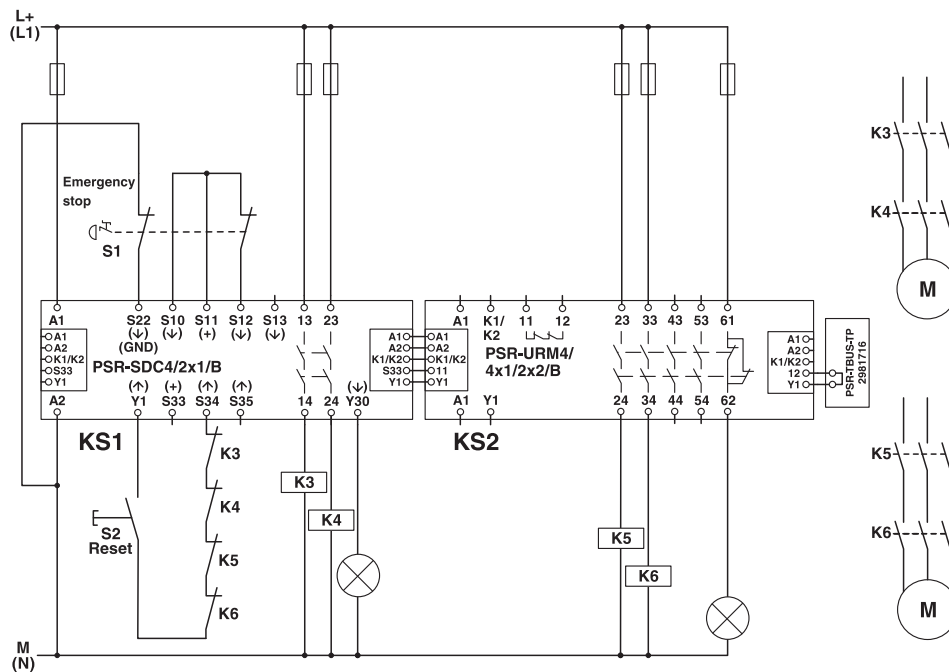 L+
(L1)
Emergency
stop
S1
K3
K4
M
A1 S22 S10 S11 S12 S13 13 23
(↓) (↓) (+) (↓) (↓)
(GND)
A1
A2
K1/K2
S33
Y1
PSR-SDC4/2x1/B
A1
A2
K1/K2
S33
Y1
(↑) (+) (↑) (↑) (↓)
A2 Y1 S33 S34 S35 14 24 Y30
KS1
A1 K1/ 11 12 23 33 43 53 61
K2
A1
A2
K1/K2
11
Y1
PSR-URM4/
4x1/2x2/B
A1
A2
K1/K2
12
Y1
PSR-TBUS-TP
2981716
A1 Y1 24 34 44 54 62
KS2
K3
K4
K5
K6
S2
Reset
K3
K4
K5
K6
K5
K6
M
M
(N)